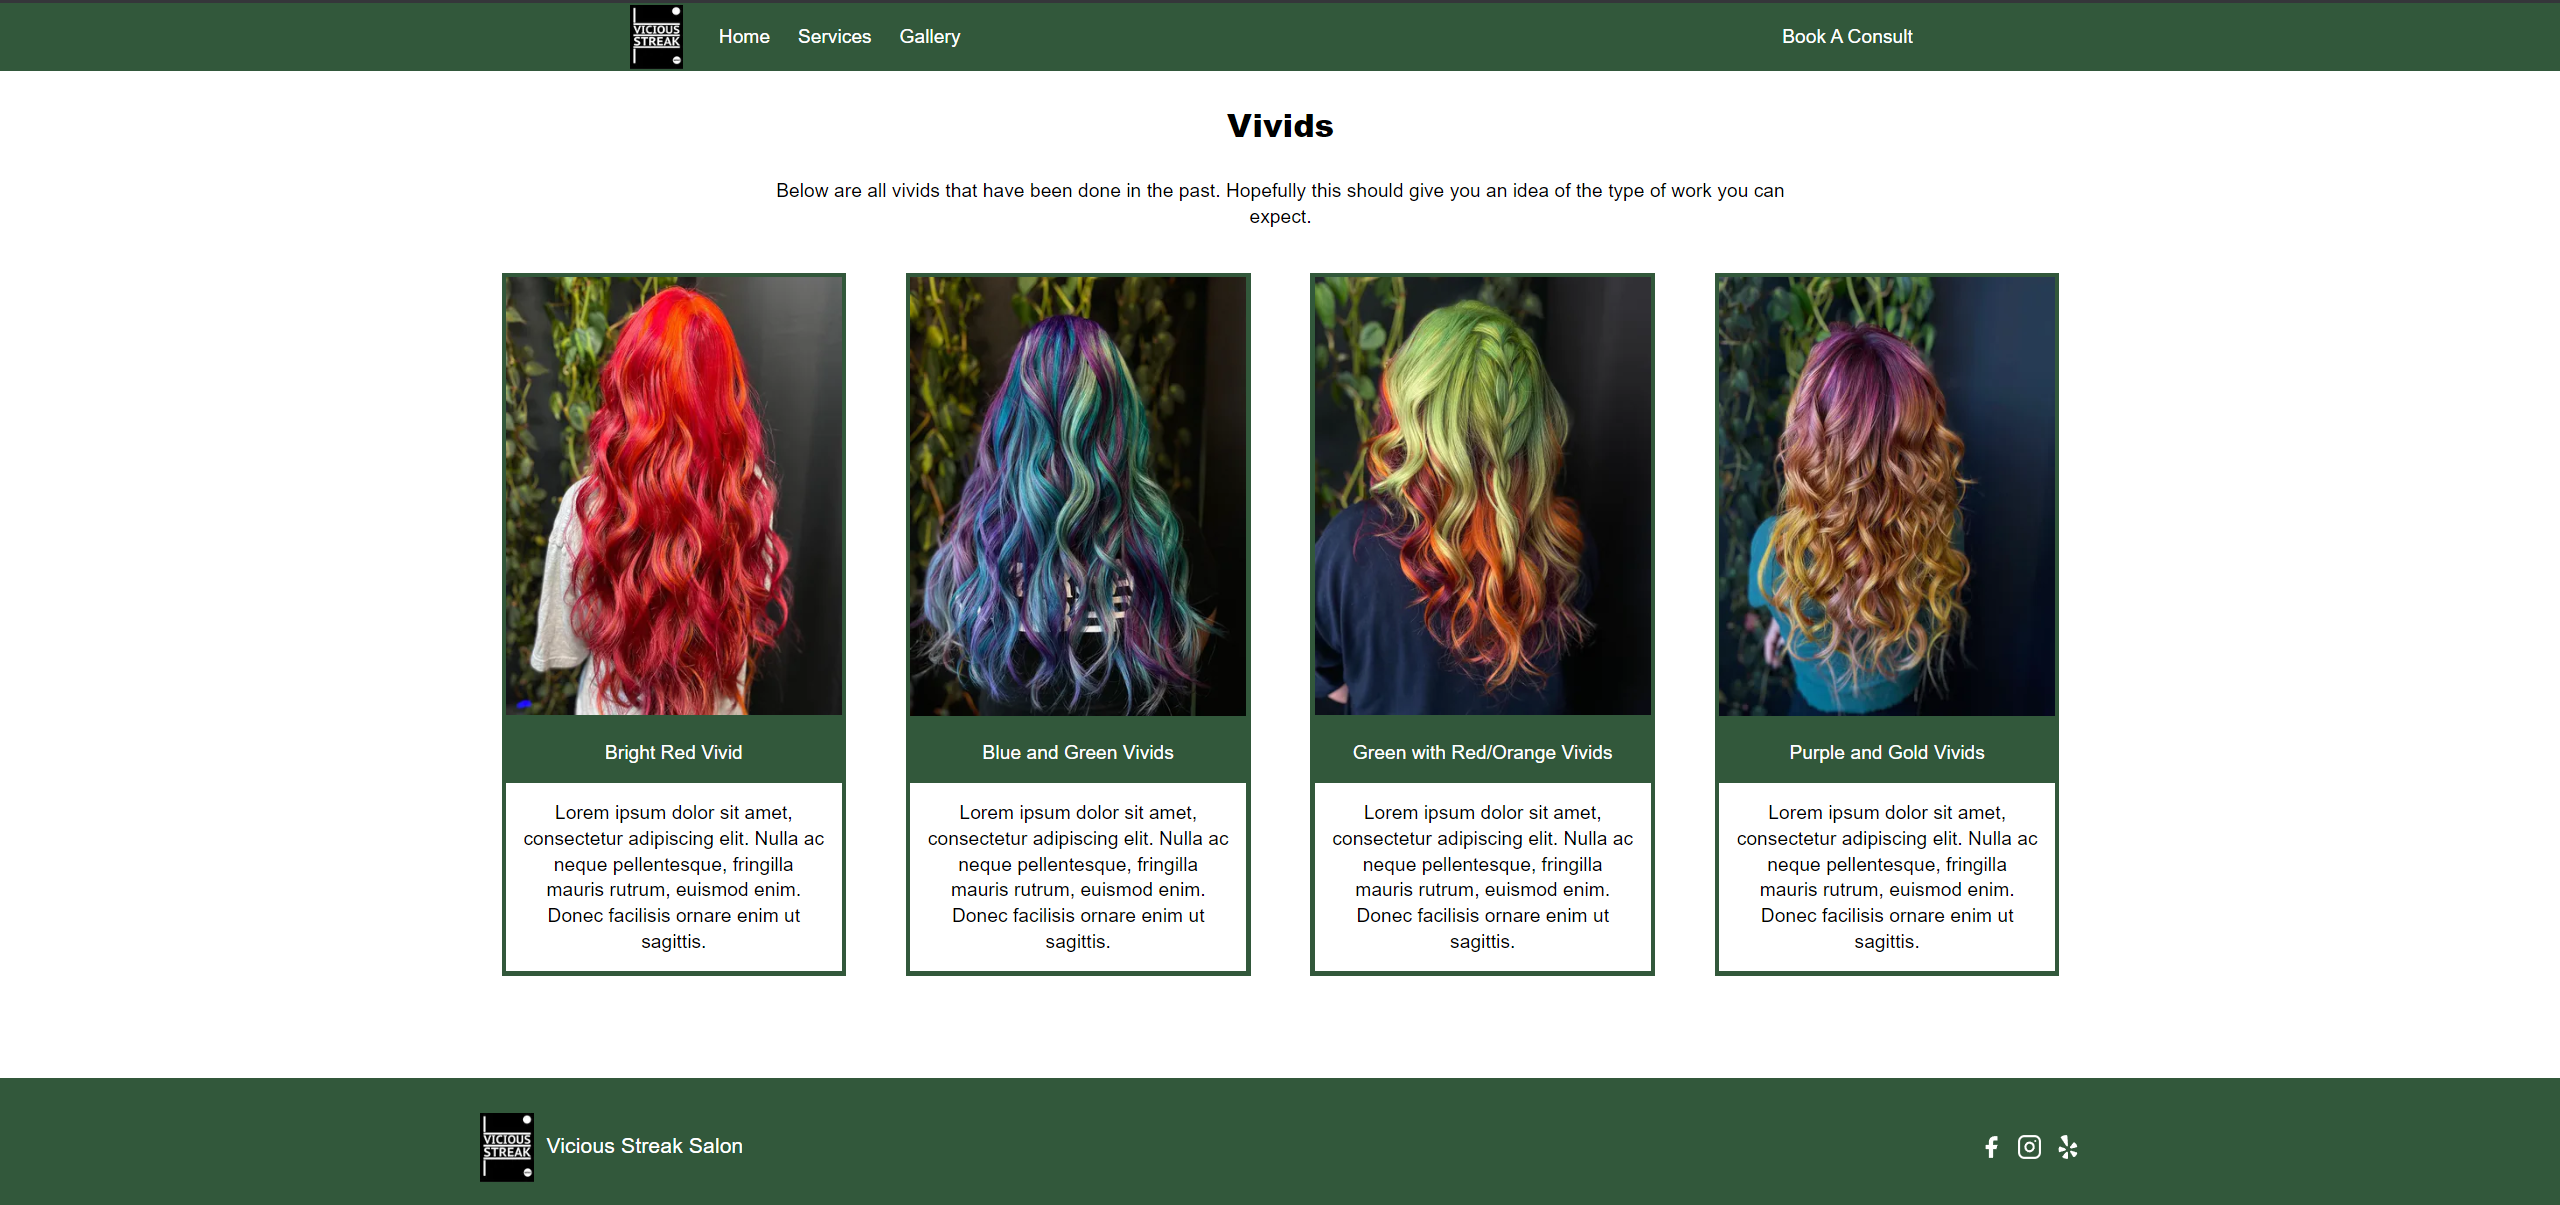 VICIOUS
STREAK
Home Services Gallery
Book A Consult
Vivids
Below are all vivids that have been done in the past. Hopefully this should give you an idea of the type of work you can
expect.
Bright Red Vivid
Lorem ipsum dolor sit amet,
consectetur adipiscing elit. Nulla ac
neque pellentesque, fringilla
mauris rutrum, euismod enim.
Donec facilisis ornare enim ut
sagittis.
Blue and Green Vivids
Lorem ipsum dolor sit amet,
consectetur adipiscing elit. Nulla ac
neque pellentesque, fringilla
mauris rutrum, euismod enim.
Donec facilisis ornare enim ut
sagittis.
Green with Red/Orange Vivids
Lorem ipsum dolor sit amet,
consectetur adipiscing elit. Nulla ac
neque pellentesque, fringilla
mauris rutrum, euismod enim.
Donec facilisis ornare enim ut
sagittis.
Purple and Gold Vivids
Lorem ipsum dolor sit amet,
consectetur adipiscing elit. Nulla ac
neque pellentesque, fringilla
mauris rutrum, euismod enim.
Donec facilisis ornare enim ut
sagittis.
VICIOUS
STREAK
Vicious Streak Salon